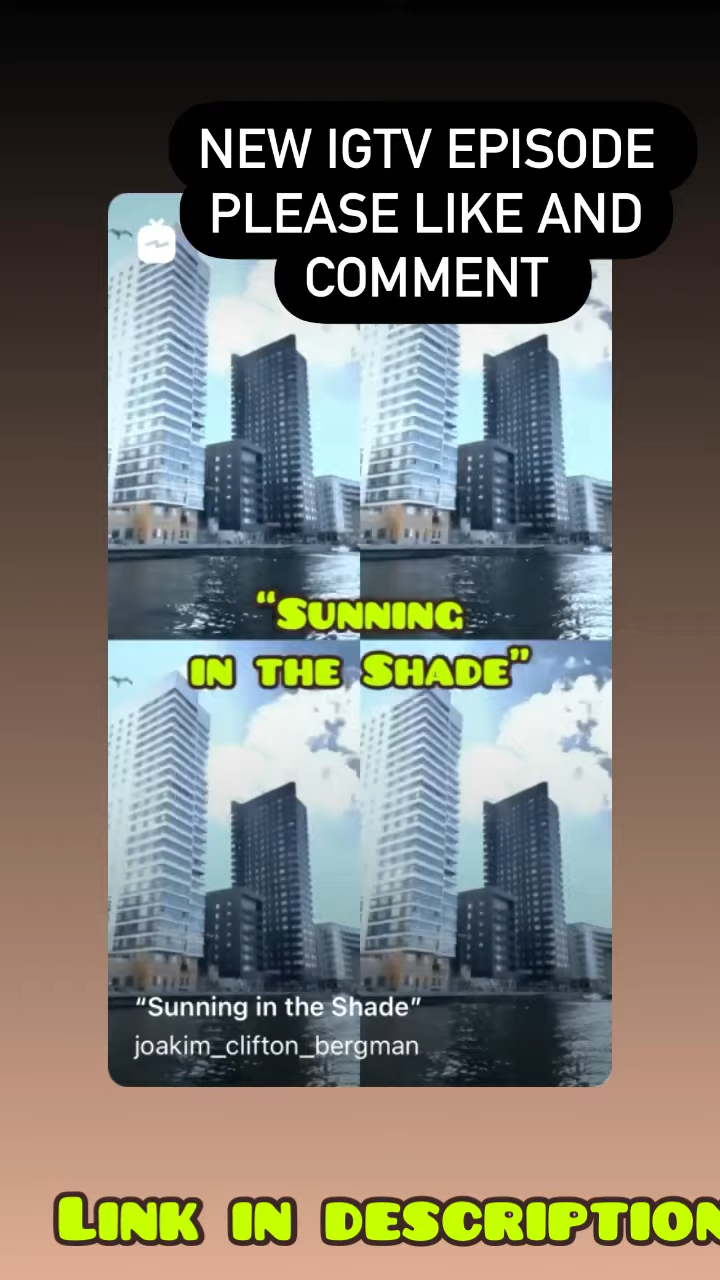 NEW IGTV EPISODE
PLEASE LIKE AND
COMMENT
“SUNNING
IN THE SHADE”
“Sunning in the Shade”
joakim_clifton_bergman
LINK IN DESCRIPTION